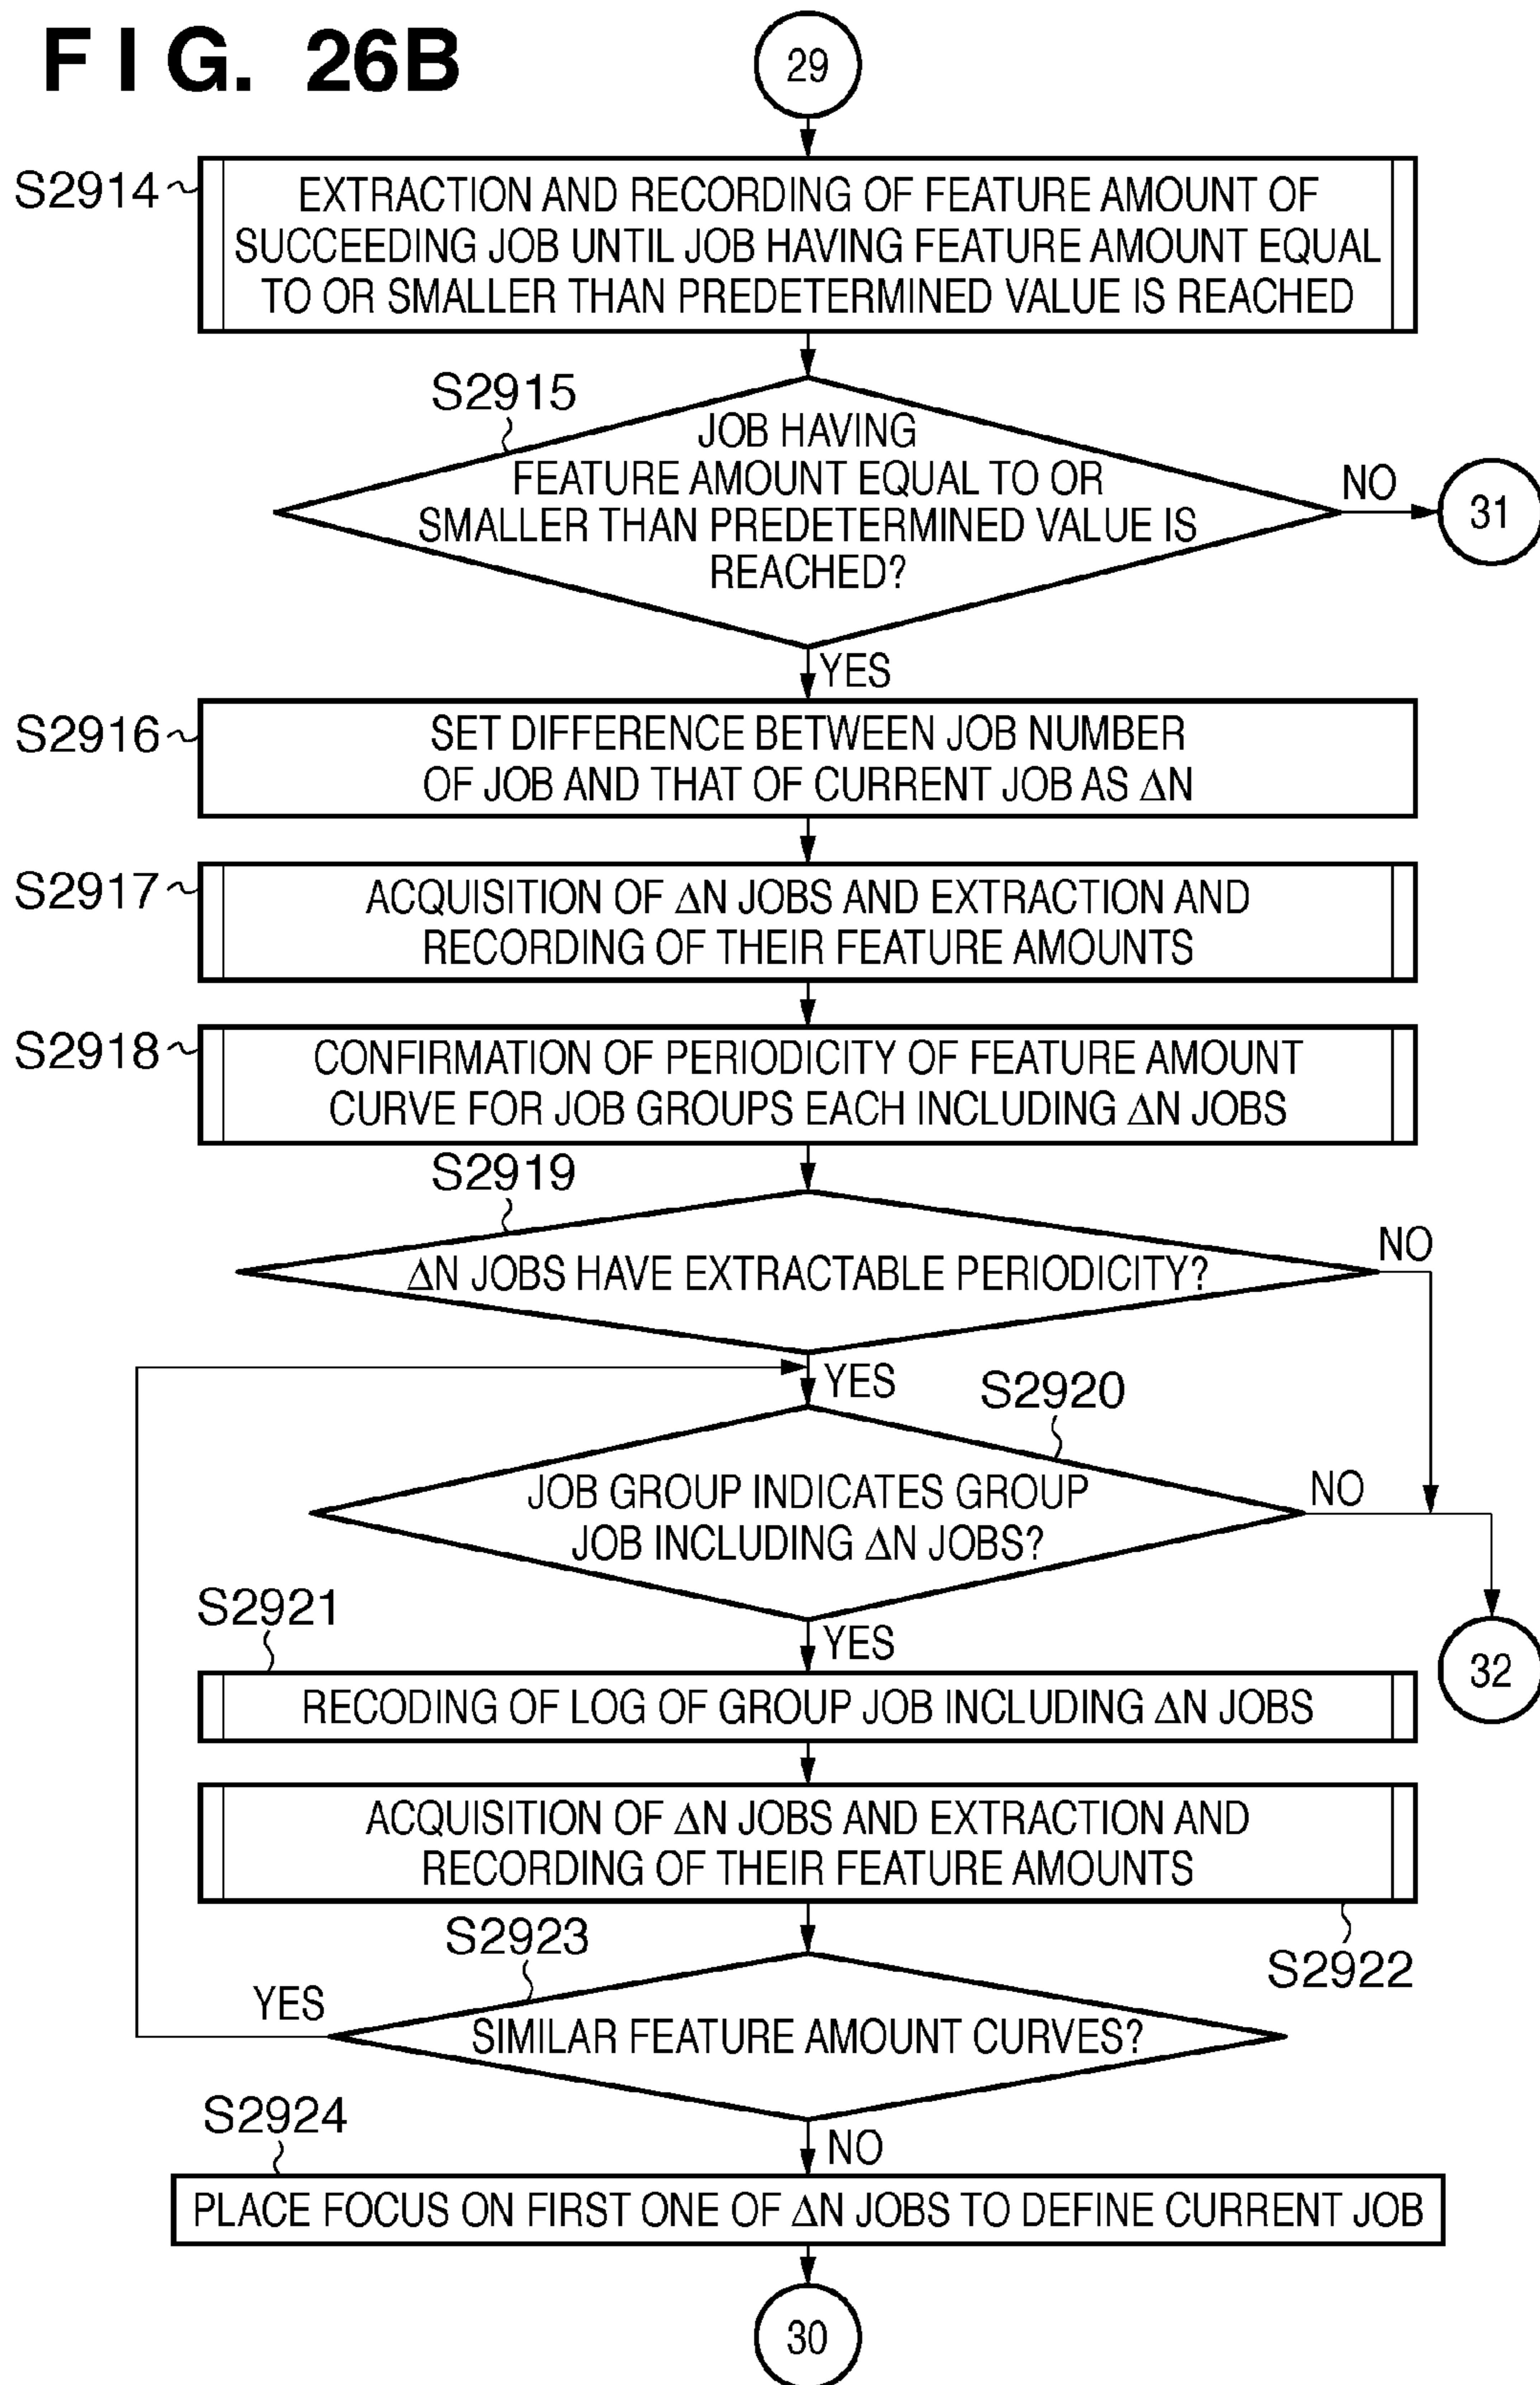 FIG. 26B
29
S2914
EXTRACTION AND RECORDING OF FEATURE AMOUNT OF
SUCCEEDING JOB UNTIL JOB HAVING FEATURE AMOUNT EQUAL
TO OR SMALLER THAN PREDETERMINED VALUE IS REACHED
S2915
JOB HAVING
FEATURE AMOUNT EQUAL TO OR
SMALLER THAN PREDETERMINED VALUE IS
REACHED?
NO
31
YES
S2916
SET DIFFERENCE BETWEEN JOB NUMBER
OF JOB AND THAT OF CURRENT JOB AS ΔN
S2917
ACQUISITION OF ΔN JOBS AND EXTRACTION AND
RECORDING OF THEIR FEATURE AMOUNTS
S2918
CONFIRMATION OF PERIODICITY OF FEATURE AMOUNT
CURVE FOR JOB GROUPS EACH INCLUDING ΔN JOBS
S2919
ΔN JOBS HAVE EXTRACTABLE PERIODICITY?
NO
YES
S2920
JOB GROUP INDICATES GROUP
JOB INCLUDING ΔN JOBS?
NO
32
YES
S2921
RECODING OF LOG OF GROUP JOB INCLUDING ΔN JOBS
ACQUISITION OF ΔN JOBS AND EXTRACTION AND
RECORDING OF THEIR FEATURE AMOUNTS
S2922
S2923
SIMILAR FEATURE AMOUNT CURVES?
YES
NO
S2924
PLACE FOCUS ON FIRST ONE OF ΔN JOBS TO DEFINE CURRENT JOB
30